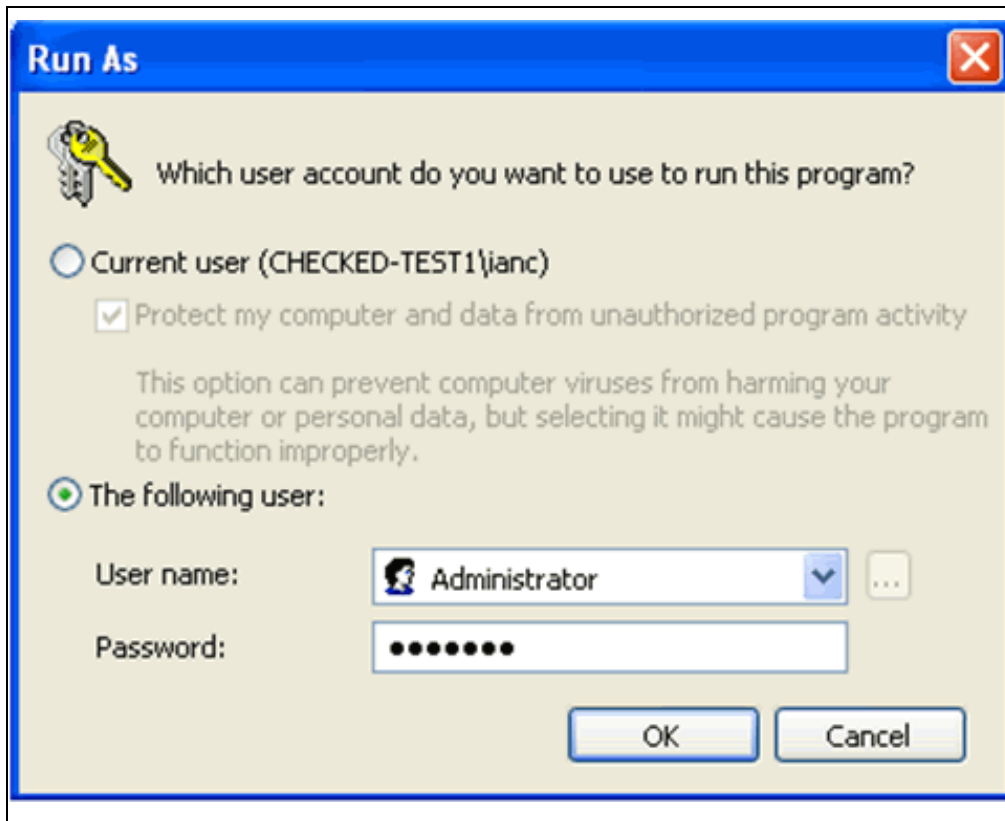 Run As
Which user account do you want to use to run this program?
Current user (CHECKED-TEST1\ianc)
Protect my computer and data from unauthorized program activity
This option can prevent computer viruses from harming your
computer or personal data, but selecting it might cause the program
to function improperly.
The following user:
User name:
Administrator
...
Password:
•••••••
OK
Cancel